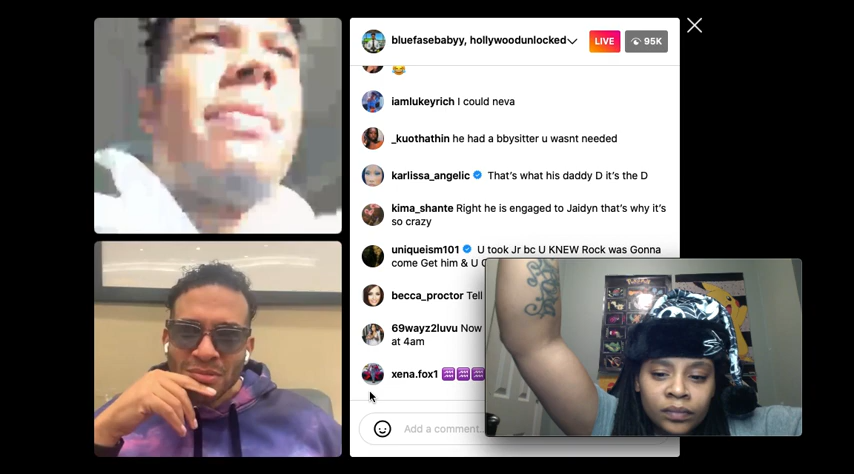 bluefasebabyy, hollywoodunlocked
LIVE
95K
iamlukeyrich I could neva
_kuothathin he had a bbysitter u wasnt needed
karlissa_angelic That's what his daddy D it's the D
kima_shante Right he is engaged to Jaidyn that's why it's
so crazy
uniqueism101 U took Jr bc U KNEW Rock was Gonna
come Get him & U
becca_proctor Tell
69wayz2luvu Now
at 4am
xena.fox1
Add a comment...